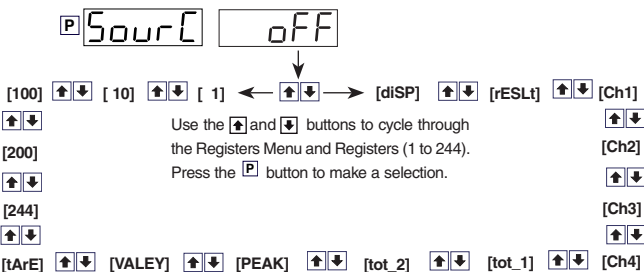 P SourC oFF
[100] [ 10] [ 1] [diSP] [rESLt] [Ch1]
Use the and buttons to cycle through
[200] the Registers Menu and Registers (1 to 244). [Ch2]
Press the P button to make a selection.
[244] [Ch3]
[tArE] [VALEY] [PEAK] [tot_2] [tot_1] [Ch4]